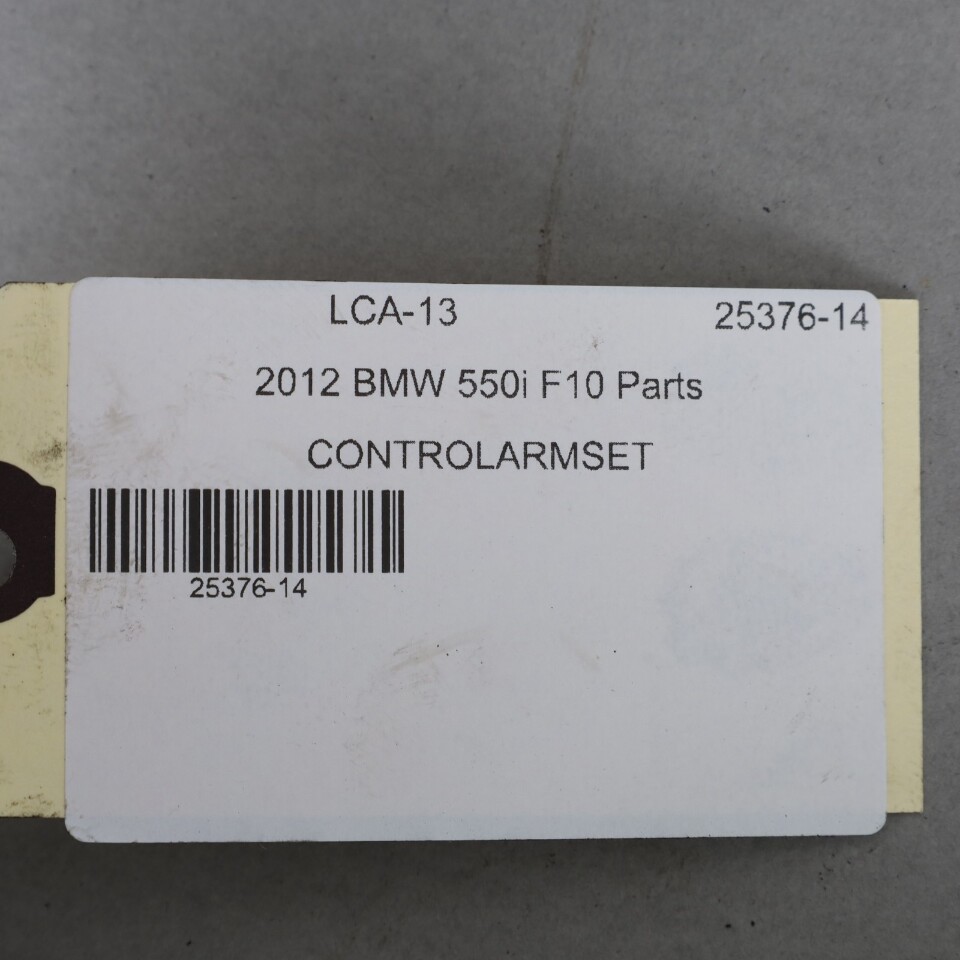 LCA-13 25376-14
2012 BMW 550i F10 Parts
CONTROLARMSET
25376-14